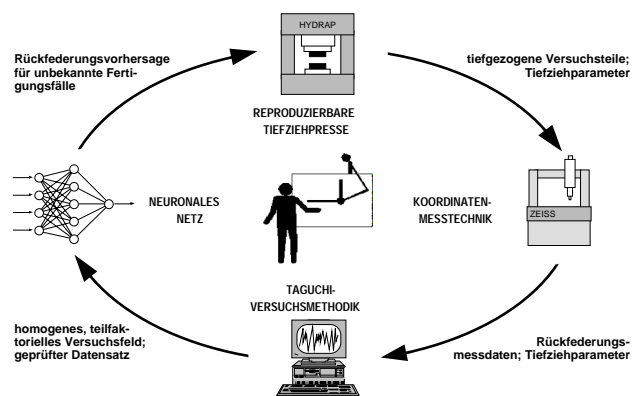 HYDRAP
Rückfederungsvorhersage
für unbekannte Ferti-
gungsfälle
tiefgezogene Versuchsteile;
Tiefziehparameter
REPRODUZIERBARE
TIEFZIEHPRESSE
NEURONALES
NETZ
KOORDINATEN-
MESSTECHNIK
ZEISS
TAGUCHI-
VERSUCHSMETHODIK
homogenes, teilfak-
torielles Versuchsfeld;
geprüfter Datensatz
Rückfederungs-
messdaten; Tiefziehparameter